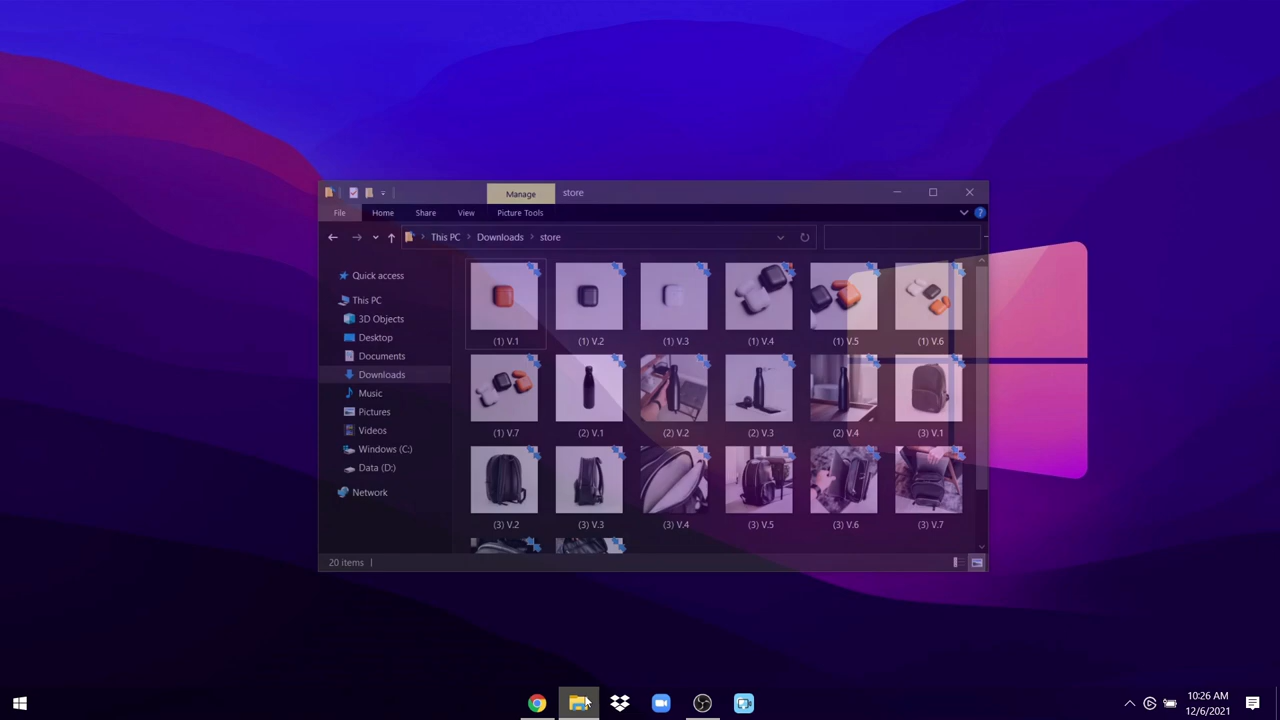 Manage
store
File
Home
Share
View
Picture Tools
This PC
Downloads
store
Quick access
This PC
3D Objects
Desktop
Documents
Downloads
Music
Pictures
Videos
Windows (C:)
Data (D:)
Network
(1) V.1
(1) V.2
(1) V.3
(1) V.4
(1) V.5
(1) V.6
(1) V.7
(2) V.1
(2) V.2
(2) V.3
(2) V.4
(3) V.1
(3) V.2
(3) V.3
(3) V.4
(3) V.5
(3) V.6
(3) V.7
20 items
10:26 AM
12/6/2021